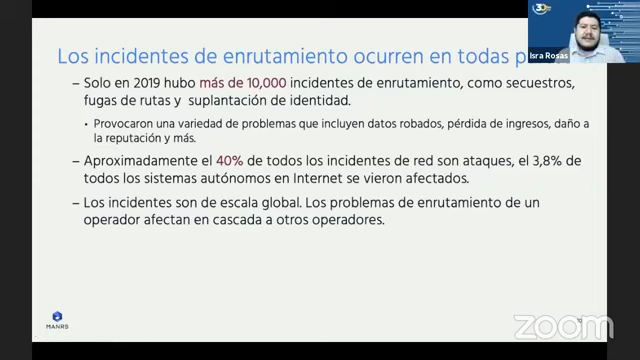 Los incidentes de enrutamiento ocurren en todas p
– Solo en 2019 hubo más de 10,000 incidentes de enrutamiento, como secuestros,
fugas de rutas y suplantación de identidad.
• Provocaron una variedad de problemas que incluyen datos robados, pérdida de ingresos, daño a
la reputación y más.
– Aproximadamente el 40% de todos los incidentes de red son ataques, el 3,8% de
todos los sistemas autónomos en Internet se vieron afectados.
– Los incidentes son de escala global. Los problemas de enrutamiento de un
operador afectan en cascada a otros operadores.
Isra Rosas
MANRS
zoom